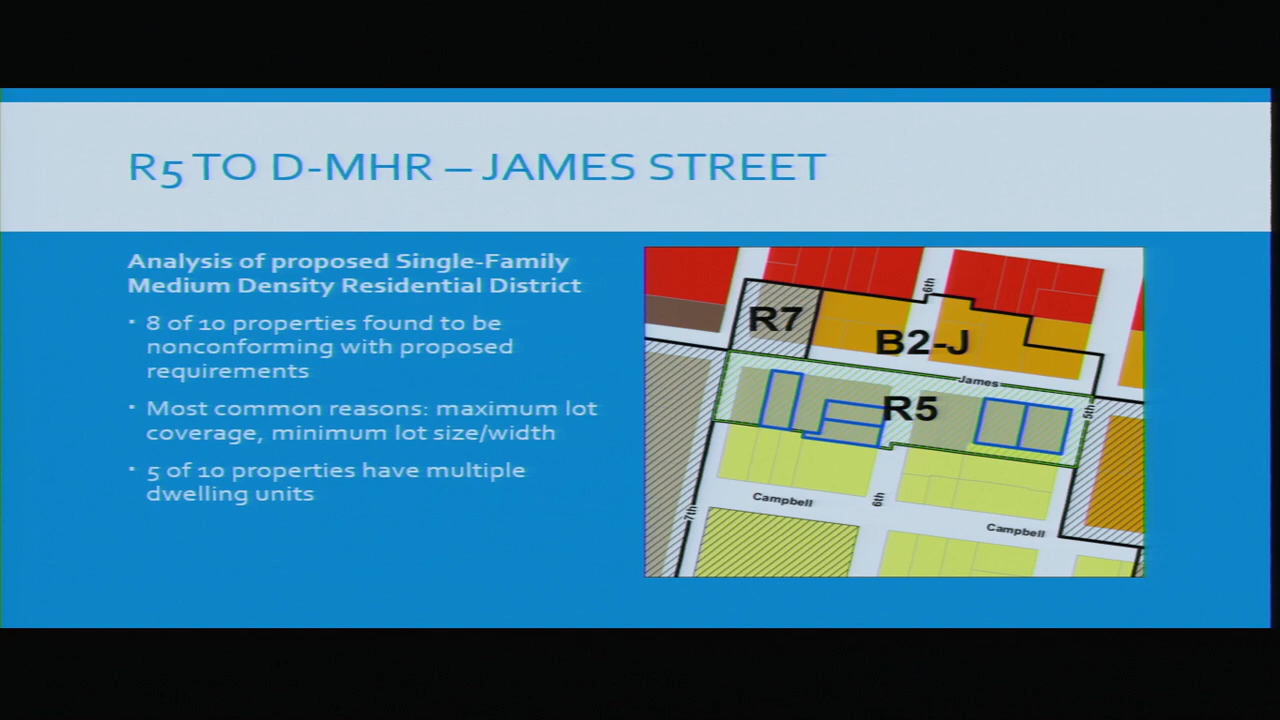 R5 TO D-MHR – JAMES STREET
Analysis of proposed Single-Family
Medium Density Residential District
▪ 8 of 10 properties found to be
nonconforming with proposed
requirements
▪ Most common reasons: maximum lot
coverage, minimum lot size/width
▪ 5 of 10 properties have multiple
dwelling units
6th
R7
B2-J
James
R5
5th
Campbell
6th
7th
Campbell